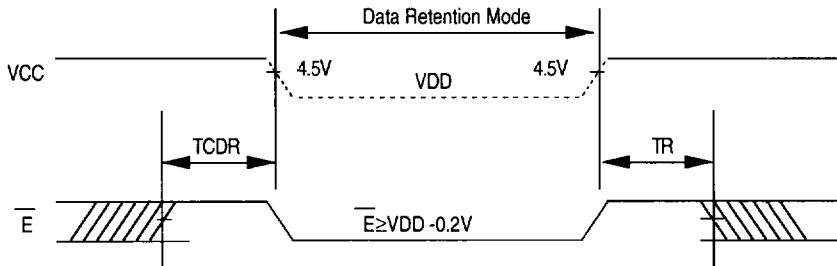 Data Retention Mode
VCC
4.5V
VDD
4.5V
TCDR
TR
E̅
E̅≥VDD -0.2V